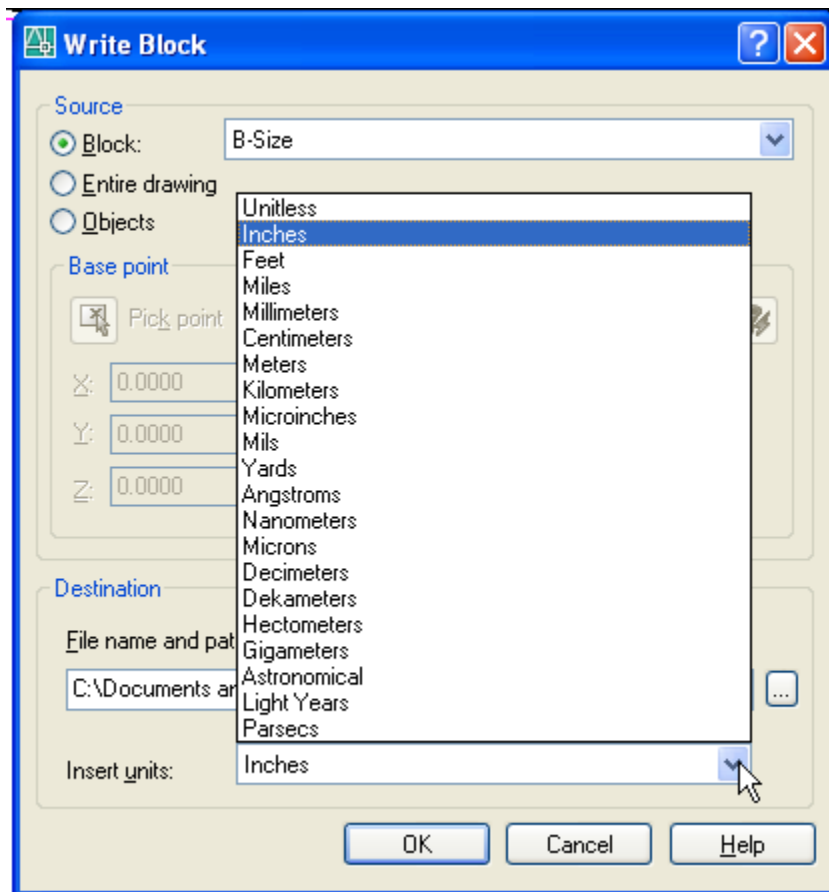 Write Block
Source
Block: B-Size
Entire drawing
Objects
Unitless
Inches
Feet
Miles
Millimeters
Centimeters
Meters
Kilometers
Microinches
Mils
Yards
Angstroms
Nanometers
Microns
Decimeters
Dekameters
Hectometers
Gigameters
Astronomical
Light Years
Parsecs
Base point
Pick point
X: 0.0000
Y: 0.0000
Z: 0.0000
Destination
File name and pat
C:\Documents ar ...
Insert units: Inches
OK Cancel Help